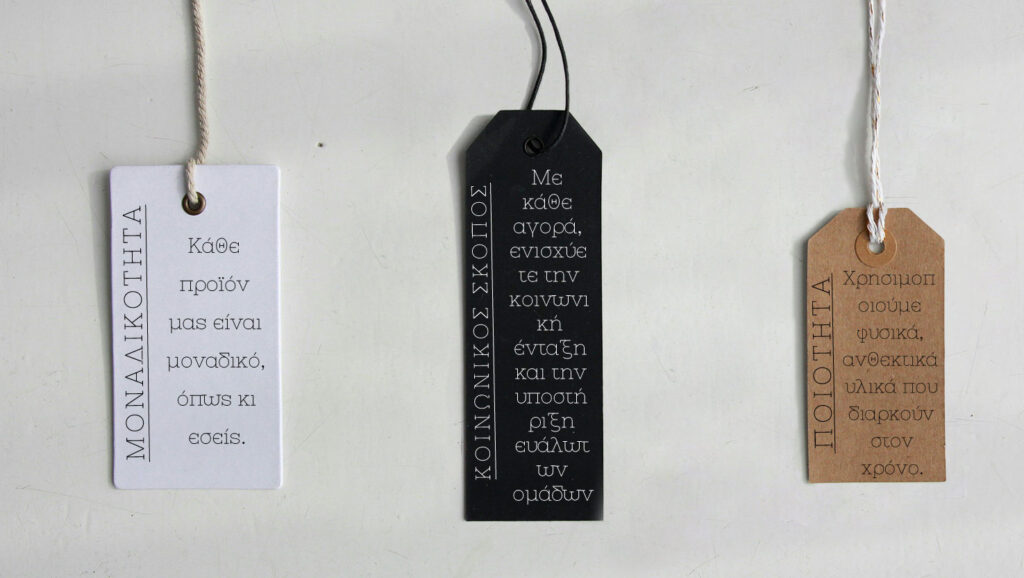 ΜΟΝΑΔΙΚΟΤΗΤΑ
Κάθε
προϊόν
μας είναι
μοναδικό,
όπως κι
εσείς.
ΚΟΙΝΩΝΙΚΟΣ ΣΚΟΠΟΣ
Με
κάθε
αγορά,
ενισχύε
τε την
κοινωνι
κή
ένταξη
και την
υποστή
ριξη
ευάλωτ
ων
ομάδων
ΠΟΙΟΤΗΤΑ
Χρησιμοπ
οιούμε
φυσικά,
ανθεκτικά
υλικά που
διαρκούν
στον
χρόνο.